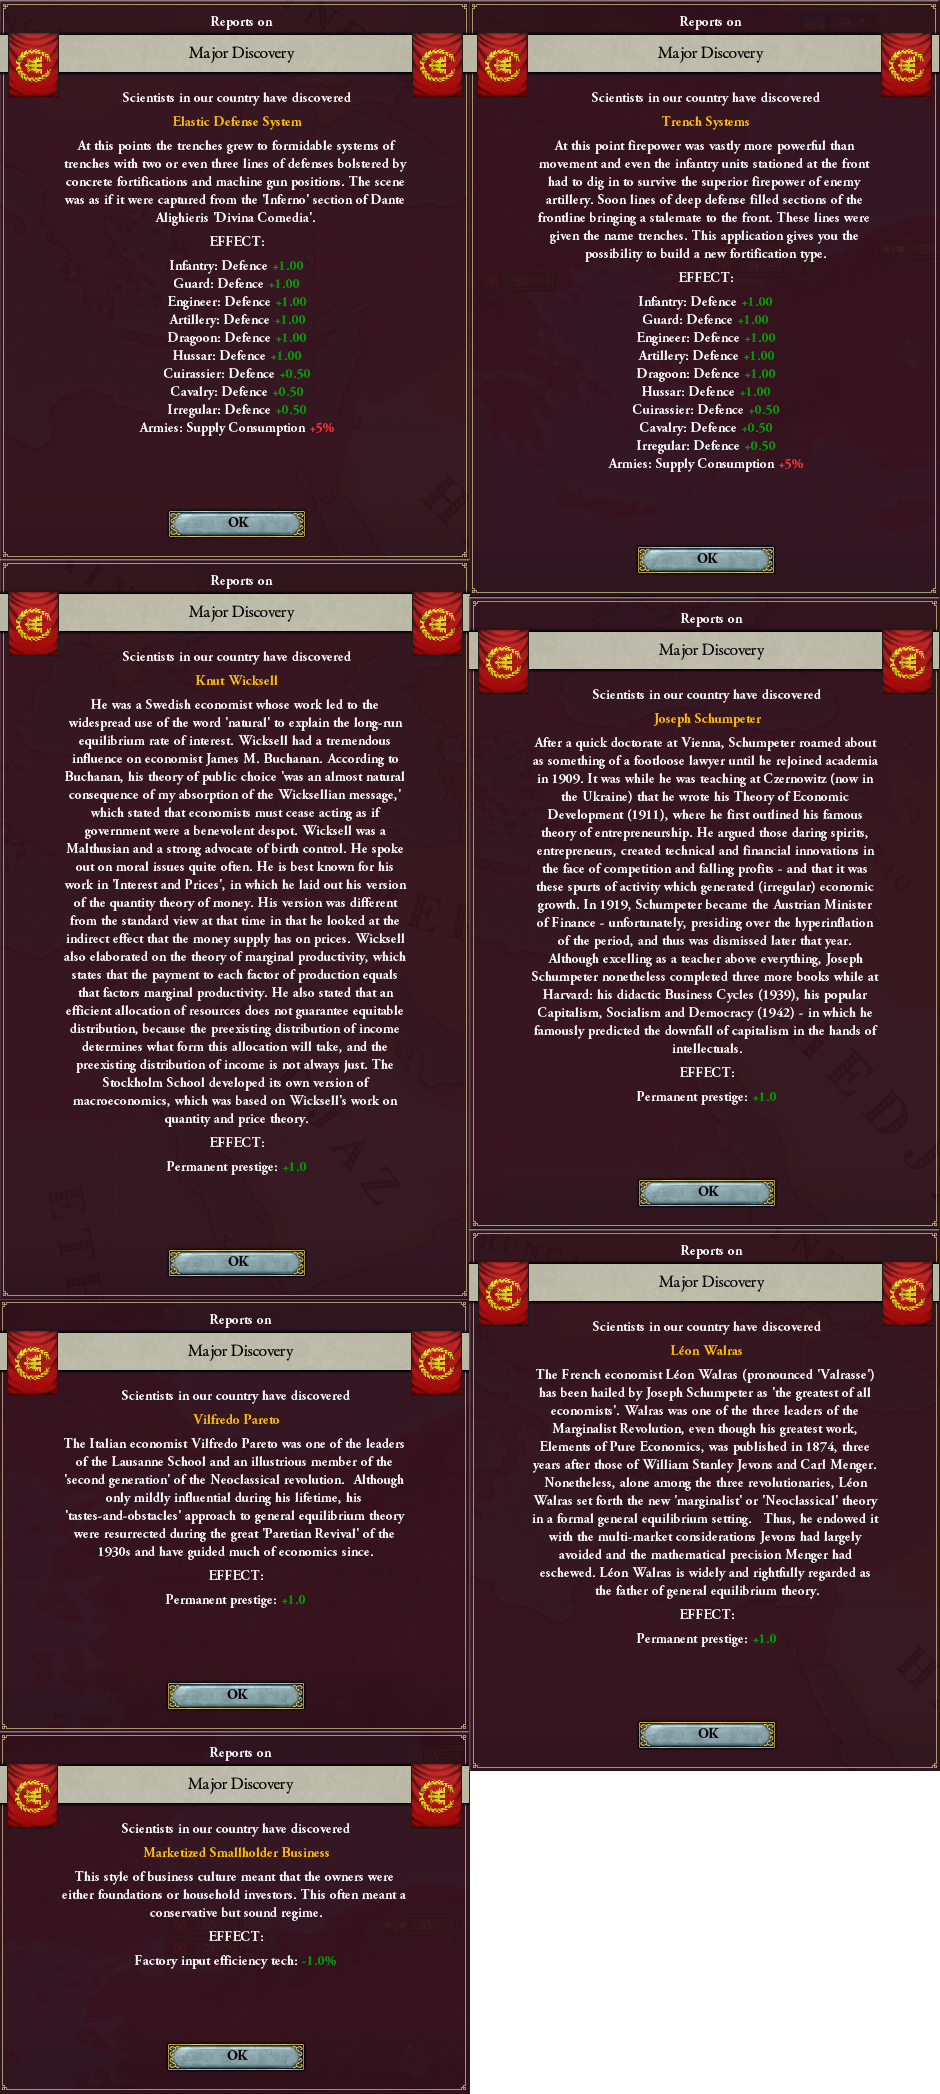 Reports on
Major Discovery
Scientists in our country have discovered
Elastic Defense System
At this points the trenches grew to formidable systems of
trenches with two or even three lines of defenses bolstered by
concrete fortifications and machine gun positions. The scene
was as if it were captured from the 'Inferno' section of Dante
Alighieris 'Divina Comedia'.
EFFECT:
Infantry: Defence +1.00
Guard: Defence +1.00
Engineer: Defence +1.00
Artillery: Defence +1.00
Dragoon: Defence +1.00
Hussar: Defence +1.00
Cuirassier: Defence +0.50
Cavalry: Defence +0.50
Irregular: Defence +0.50
Armies: Supply Consumption +5%
OK
Reports on
Major Discovery
Scientists in our country have discovered
Trench Systems
At this point firepower was vastly more powerful than
movement and even the infantry units stationed at the front
had to dig in to survive the superior firepower of enemy
artillery. Soon lines of deep defense filled sections of the
frontline bringing a stalemate to the front. These lines were
given the name trenches. This application gives you the
possibility to build a new fortification type.
EFFECT:
Infantry: Defence +1.00
Guard: Defence +1.00
Engineer: Defence +1.00
Artillery: Defence +1.00
Dragoon: Defence +1.00
Hussar: Defence +1.00
Cuirassier: Defence +0.50
Cavalry: Defence +0.50
Irregular: Defence +0.50
Armies: Supply Consumption +5%
OK
Reports on
Major Discovery
Scientists in our country have discovered
Knut Wicksell
He was a Swedish economist whose work led to the
widespread use of the word 'natural' to explain the long-run
equilibrium rate of interest. Wicksell had a tremendous
influence on economist James M. Buchanan. According to
Buchanan, his theory of public choice 'was an almost natural
consequence of my absorption of the Wicksellian message,'
which stated that economists must cease acting as if
government were a benevolent despot. Wicksell was a
Malthusian and a strong advocate of birth control. He spoke
out on moral issues quite often. He is best known for his
work in 'Interest and Prices', in which he laid out his version
of the quantity theory of money. His version was different
from the standard view at that time in that he looked at the
indirect effect that the money supply has on prices. Wicksell
also elaborated on the theory of marginal productivity, which
states that the payment to each factor of production equals
that factors marginal productivity. He also stated that an
efficient allocation of resources does not guarantee equitable
distribution, because the preexisting distribution of income
determines what form this allocation will take, and the
preexisting distribution of income is not always just. The
Stockholm School developed its own version of
macroeconomics, which was based on Wicksell's work on
quantity and price theory.
EFFECT:
Permanent prestige: +1.0
OK
Reports on
Major Discovery
Scientists in our country have discovered
Joseph Schumpeter
After a quick doctorate at Vienna, Schumpeter roamed about
as something of a footloose lawyer until he rejoined academia
in 1909. It was while he was teaching at Czernowitz (now in
the Ukraine) that he wrote his Theory of Economic
Development (1911), where he first outlined his famous
theory of entrepreneurship. He argued those daring spirits,
entrepreneurs, created technical and financial innovations in
the face of competition and falling profits - and that it was
these spurts of activity which generated (irregular) economic
growth. In 1919, Schumpeter became the Austrian Minister
of Finance - unfortunately, presiding over the hyperinflation
of the period, and thus was dismissed later that year.
Although excelling as a teacher above everything, Joseph
Schumpeter nonetheless completed three more books while at
Harvard: his didactic Business Cycles (1939), his popular
Capitalism, Socialism and Democracy (1942) - in which he
famously predicted the downfall of capitalism in the hands of
intellectuals.
EFFECT:
Permanent prestige: +1.0
OK
Reports on
Major Discovery
Scientists in our country have discovered
Vilfredo Pareto
The Italian economist Vilfredo Pareto was one of the leaders
of the Lausanne School and an illustrious member of the
'second generation' of the Neoclassical revolution. Although
only mildly influential during his lifetime, his
'tastes-and-obstacles' approach to general equilibrium theory
were resurrected during the great 'Paretian Revival' of the
1930s and have guided much of economics since.
EFFECT:
Permanent prestige: +1.0
OK
Reports on
Major Discovery
Scientists in our country have discovered
Léon Walras
The French economist Léon Walras (pronounced 'Valrasse')
has been hailed by Joseph Schumpeter as 'the greatest of all
economists'. Walras was one of the three leaders of the
Marginalist Revolution, even though his greatest work,
Elements of Pure Economics, was published in 1874, three
years after those of William Stanley Jevons and Carl Menger.
Nonetheless, alone among the three revolutionaries, Léon
Walras set forth the new 'marginalist' or 'Neoclassical' theory
in a formal general equilibrium setting. Thus, he endowed it
with the multi-market considerations Jevons had largely
avoided and the mathematical precision Menger had
eschewed. Léon Walras is widely and rightfully regarded as
the father of general equilibrium theory.
EFFECT:
Permanent prestige: +1.0
OK
Reports on
Major Discovery
Scientists in our country have discovered
Marketized Smallholder Business
This style of business culture meant that the owners were
either foundations or household investors. This often meant a
conservative but sound regime.
EFFECT:
Factory input efficiency tech: -1.0%
OK